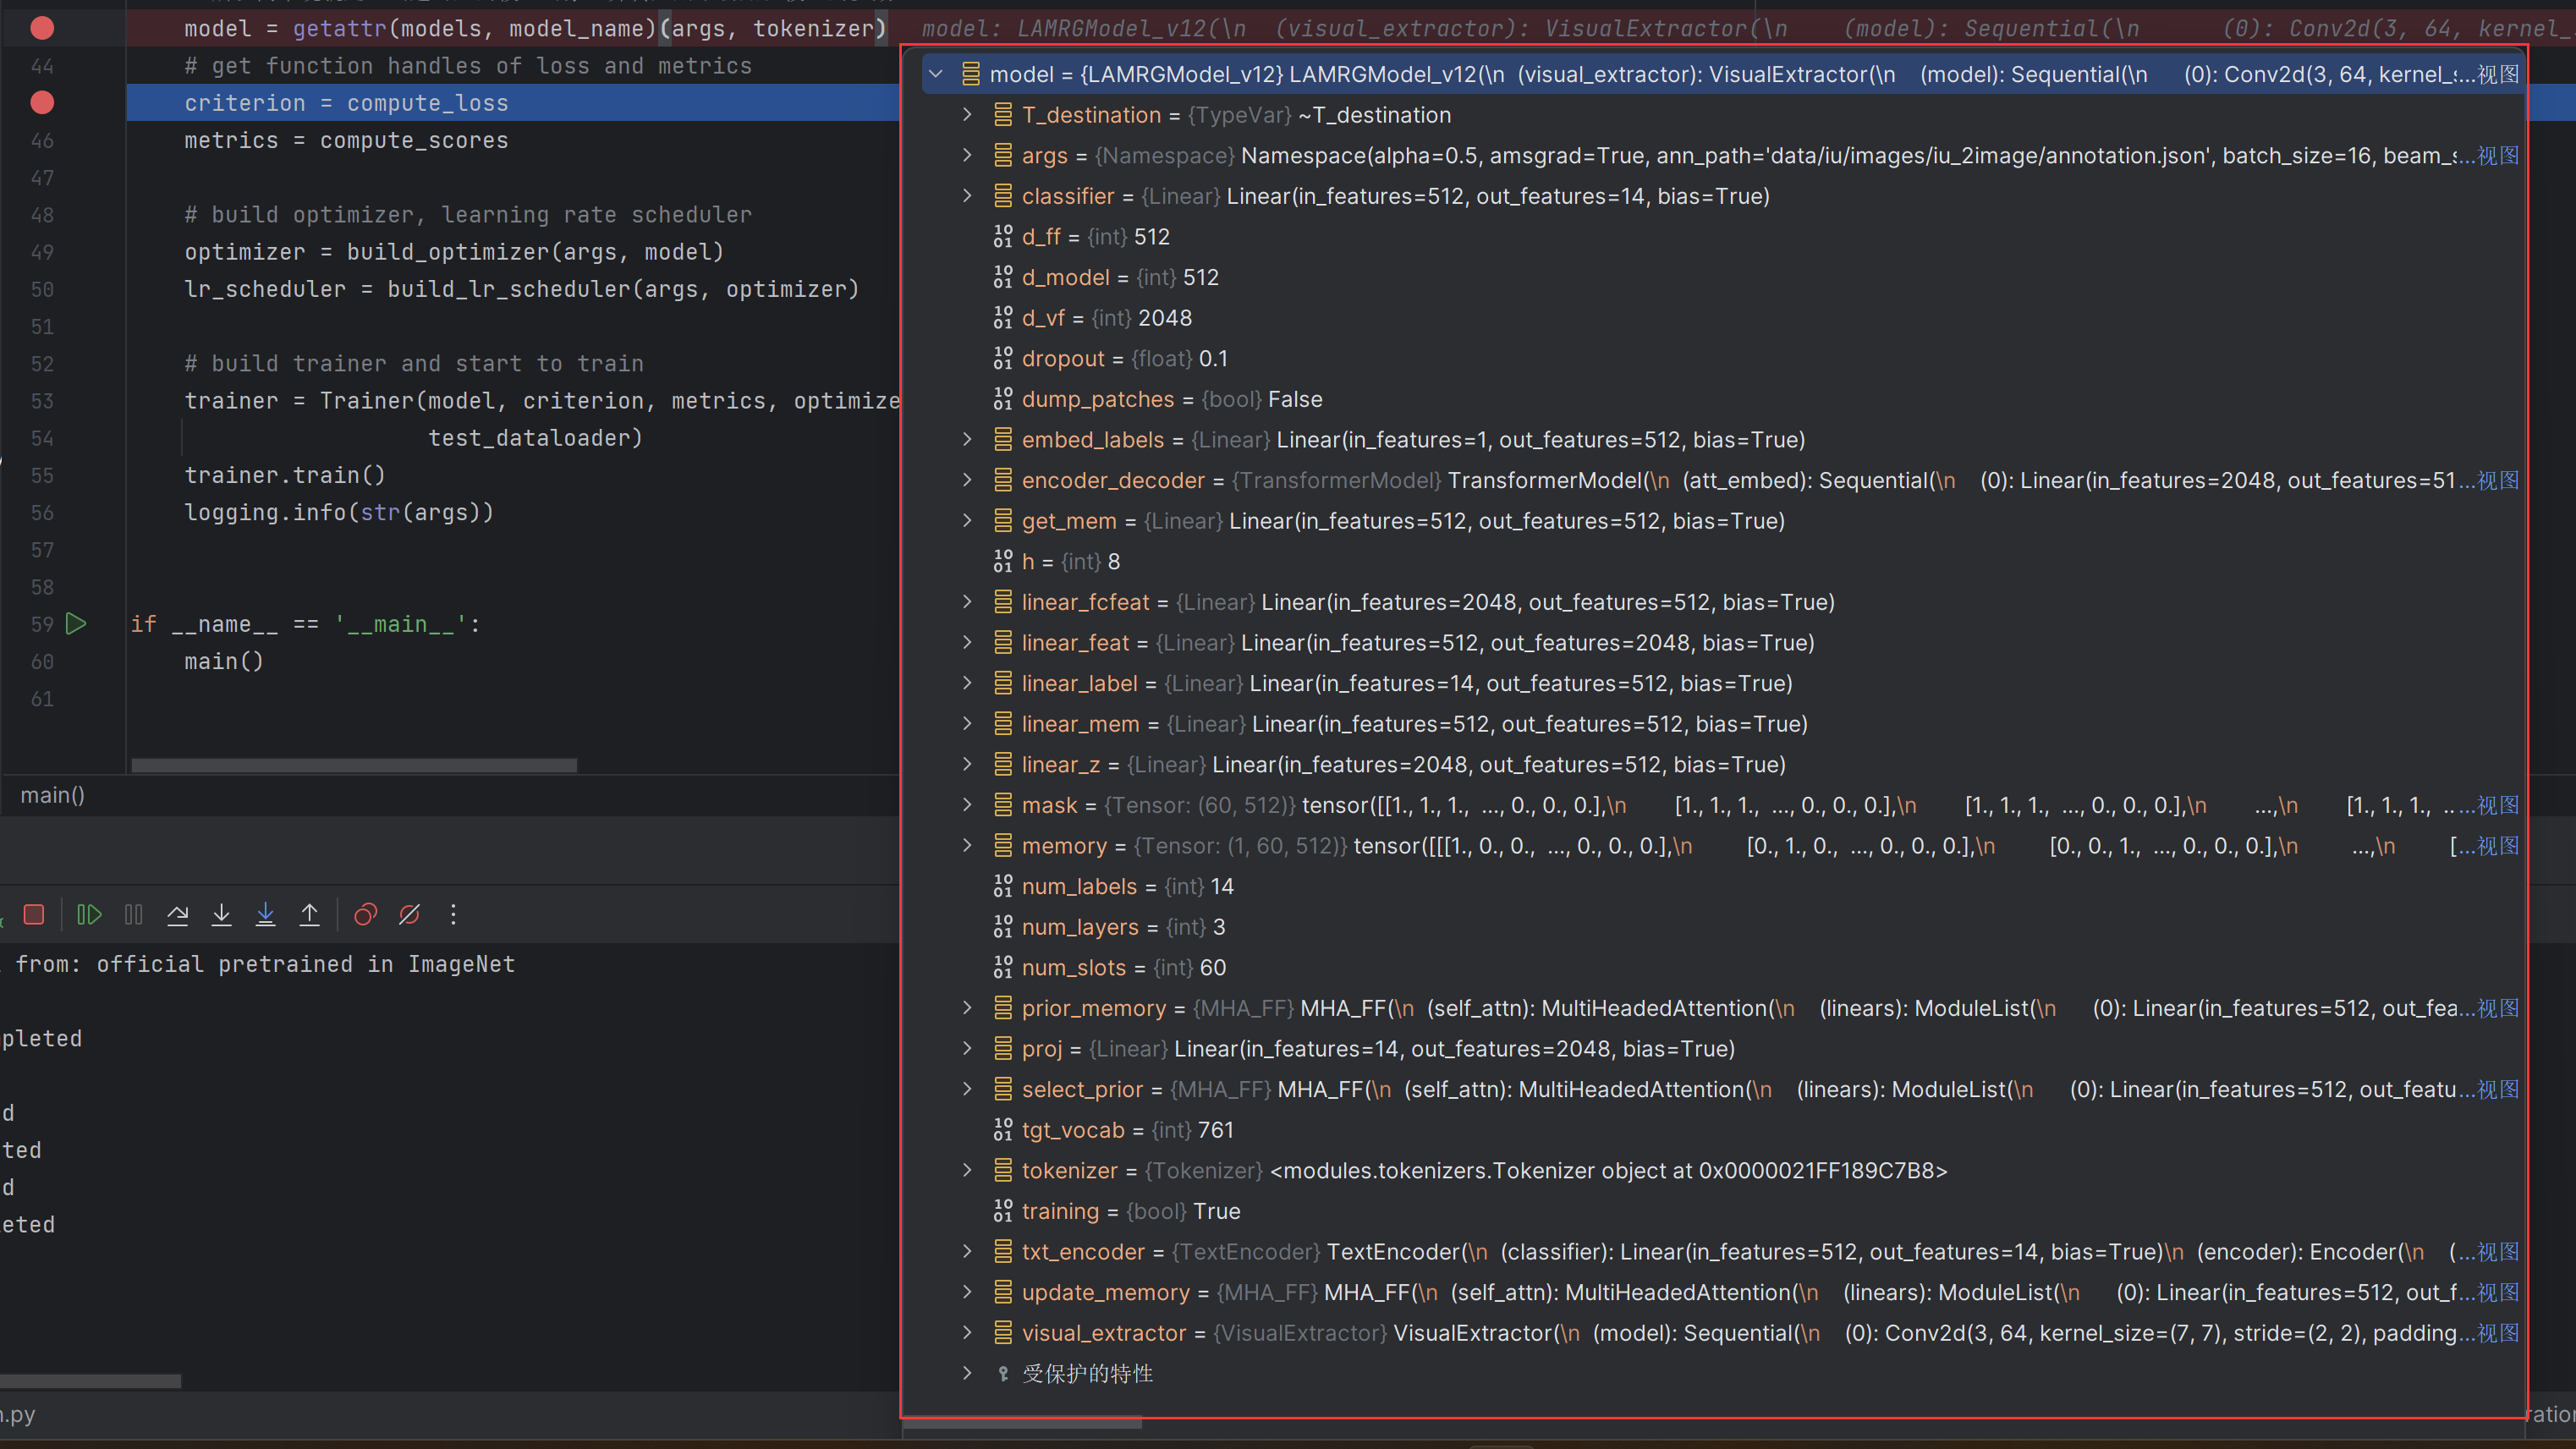 model = getattr(models, model_name)(args, tokenizer)   model: LAMRGModel_v12(\n  (visual_extractor): VisualExtractor(\n    (model): Sequential(\n      (0): Conv2d(3, 64, kernel_
44 # get function handles of loss and metrics
criterion = compute_loss
46 metrics = compute_scores
47
48 # build optimizer, learning rate scheduler
49 optimizer = build_optimizer(args, model)
50 lr_scheduler = build_lr_scheduler(args, optimizer)
51
52 # build trainer and start to train
53 trainer = Trainer(model, criterion, metrics, optimize
54 test_dataloader)
55 trainer.train()
56 logging.info(str(args))
57
58
59 if __name__ == '__main__':
60 main()
61
main()
from: official pretrained in ImageNet
pleted
d
ted
d
eted
.py
model = {LAMRGModel_v12} LAMRGModel_v12(\n  (visual_extractor): VisualExtractor(\n    (model): Sequential(\n      (0): Conv2d(3, 64, kernel_s...视图
T_destination = {TypeVar} ~T_destination
args = {Namespace} Namespace(alpha=0.5, amsgrad=True, ann_path='data/iu/images/iu_2image/annotation.json', batch_size=16, beam_s...视图
classifier = {Linear} Linear(in_features=512, out_features=14, bias=True)
d_ff = {int} 512
d_model = {int} 512
d_vf = {int} 2048
dropout = {float} 0.1
dump_patches = {bool} False
embed_labels = {Linear} Linear(in_features=1, out_features=512, bias=True)
encoder_decoder = {TransformerModel} TransformerModel(\n  (att_embed): Sequential(\n    (0): Linear(in_features=2048, out_features=51...视图
get_mem = {Linear} Linear(in_features=512, out_features=512, bias=True)
h = {int} 8
linear_fcfeat = {Linear} Linear(in_features=2048, out_features=512, bias=True)
linear_feat = {Linear} Linear(in_features=512, out_features=2048, bias=True)
linear_label = {Linear} Linear(in_features=14, out_features=512, bias=True)
linear_mem = {Linear} Linear(in_features=512, out_features=512, bias=True)
linear_z = {Linear} Linear(in_features=2048, out_features=512, bias=True)
mask = {Tensor: (60, 512)} tensor([[1., 1., 1.,  ..., 0., 0., 0.],\n        [1., 1., 1.,  ..., 0., 0., 0.],\n        [1., 1., 1.,  ..., 0., 0., 0.],\n        ...,\n        [1., 1., 1.,  ...视图
memory = {Tensor: (1, 60, 512)} tensor([[[1., 0., 0.,  ..., 0., 0., 0.],\n         [0., 1., 0.,  ..., 0., 0., 0.],\n         [0., 0., 1.,  ..., 0., 0., 0.],\n         ...,\n         [...视图
num_labels = {int} 14
num_layers = {int} 3
num_slots = {int} 60
prior_memory = {MHA_FF} MHA_FF(\n  (self_attn): MultiHeadedAttention(\n    (linears): ModuleList(\n      (0): Linear(in_features=512, out_fea...视图
proj = {Linear} Linear(in_features=14, out_features=2048, bias=True)
select_prior = {MHA_FF} MHA_FF(\n  (self_attn): MultiHeadedAttention(\n    (linears): ModuleList(\n      (0): Linear(in_features=512, out_featu...视图
tgt_vocab = {int} 761
tokenizer = {Tokenizer} <modules.tokenizers.Tokenizer object at 0x0000021FF189C7B8>
training = {bool} True
txt_encoder = {TextEncoder} TextEncoder(\n  (classifier): Linear(in_features=512, out_features=14, bias=True)\n  (encoder): Encoder(\n    (...视图
update_memory = {MHA_FF} MHA_FF(\n  (self_attn): MultiHeadedAttention(\n    (linears): ModuleList(\n      (0): Linear(in_features=512, out_f...视图
visual_extractor = {VisualExtractor} VisualExtractor(\n  (model): Sequential(\n    (0): Conv2d(3, 64, kernel_size=(7, 7), stride=(2, 2), padding...视图
受保护的特性
ration